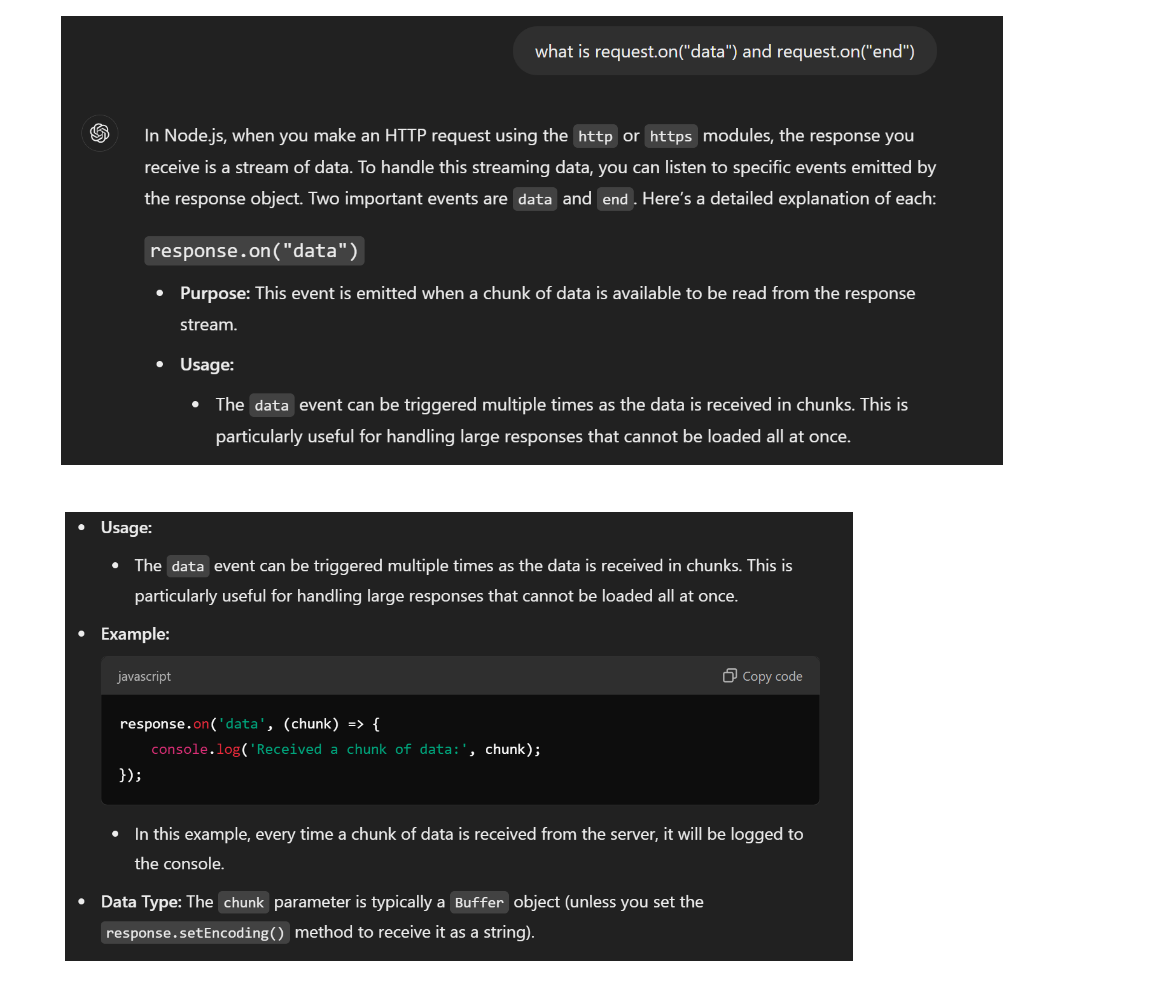 what is request.on("data") and request.on("end")
In Node.js, when you make an HTTP request using the http or https modules, the response you
receive is a stream of data. To handle this streaming data, you can listen to specific events emitted by
the response object. Two important events are data and end. Here’s a detailed explanation of each:
response.on("data")
• Purpose: This event is emitted when a chunk of data is available to be read from the response
stream.
• Usage:
• The data event can be triggered multiple times as the data is received in chunks. This is
particularly useful for handling large responses that cannot be loaded all at once.
• Usage:
• The data event can be triggered multiple times as the data is received in chunks. This is
particularly useful for handling large responses that cannot be loaded all at once.
• Example:
javascript Copy code
response.on('data', (chunk) => {
    console.log('Received a chunk of data:', chunk);
});
• In this example, every time a chunk of data is received from the server, it will be logged to
the console.
• Data Type: The chunk parameter is typically a Buffer object (unless you set the
response.setEncoding() method to receive it as a string).